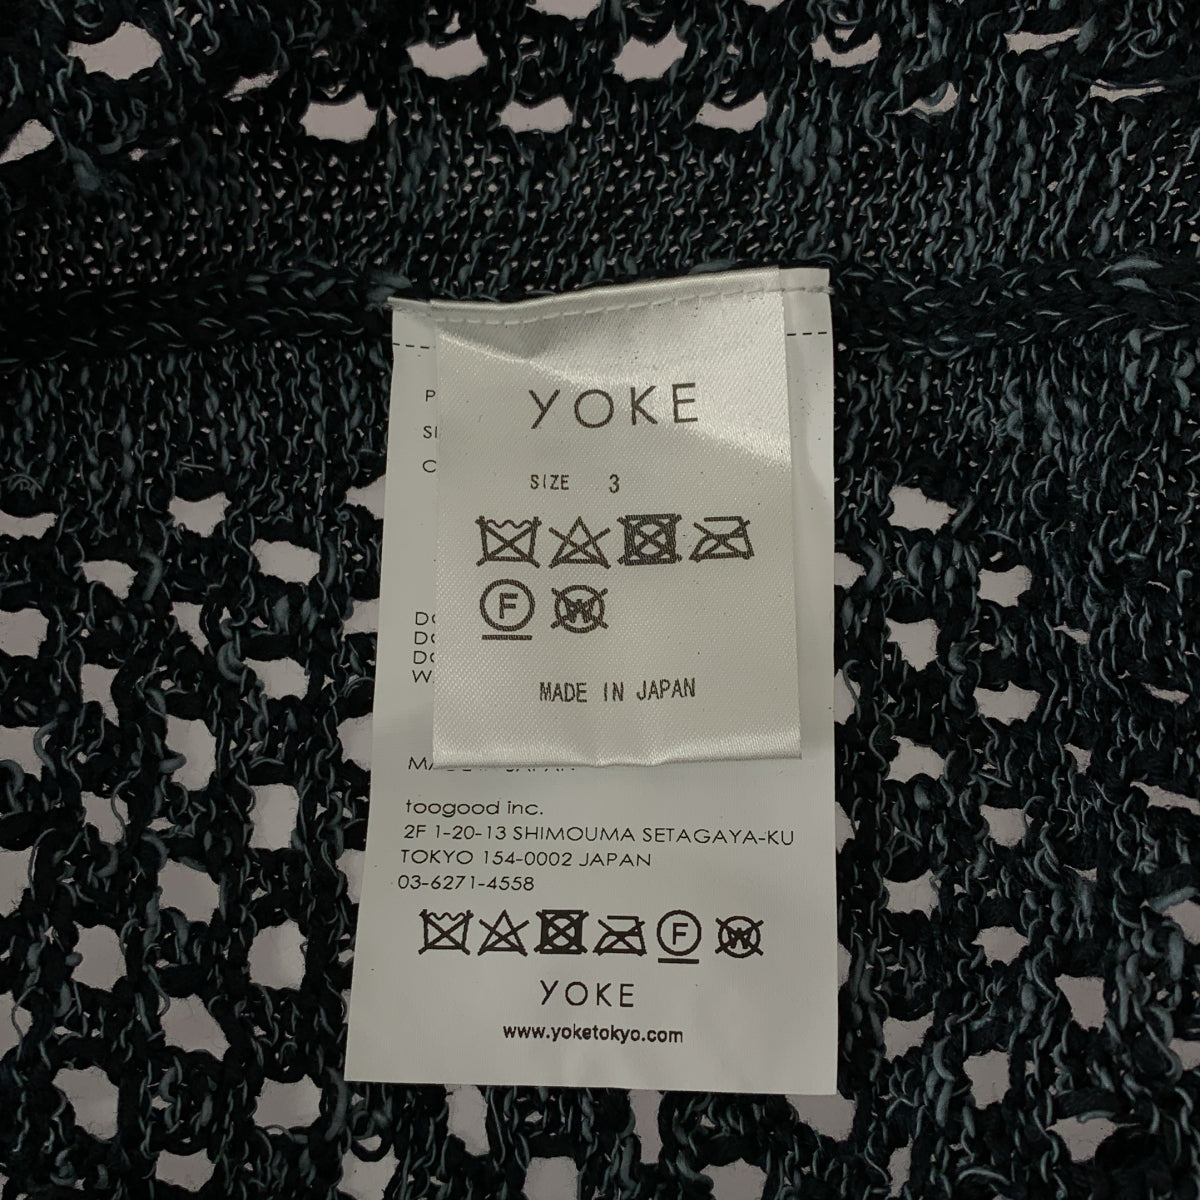 YOKE
SIZE 3
F W
MADE IN JAPAN
toogood inc.
2F 1-20-13 SHIMOUMA SETAGAYA-KU
TOKYO 154-0002 JAPAN
03-6271-4558
F W
YOKE
www.yoketokyo.com